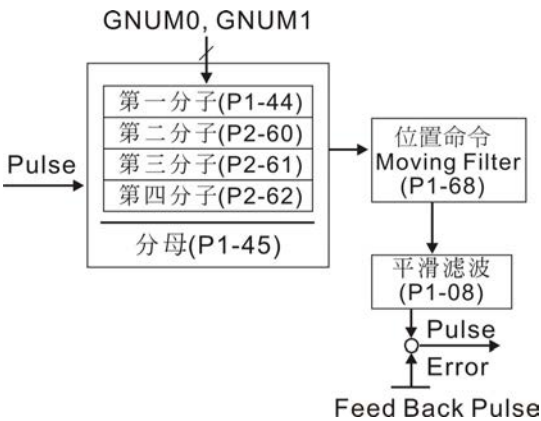 GNUM0, GNUM1
第一分子(P1-44)
第二分子(P2-60)
第三分子(P2-61)
第四分子(P2-62)
分母(P1-45)
Pulse
位置命令
Moving Filter
(P1-68)
平滑滤波
(P1-08)
Pulse
Error
Feed Back Pulse